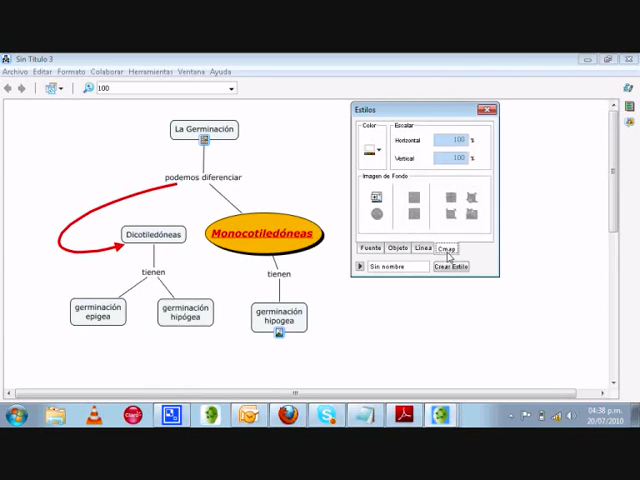 Sin Título 3
Archivo Editar Formato Colaborar Herramientas Ventana Ayuda
100
La Germinación
podemos diferenciar
Dicotiledóneas
Monocotiledóneas
tienen
tienen
germinación
epigea
germinación
hipógea
germinación
hipogea
Estilos
Color
Escalar
Horizontal 100 %
Vertical 100 %
Imagen de Fondo
Fuente Objeto Línea Cmap
Sin nombre Crear Estilo
Claro
04:38 p.m.
20/07/2010